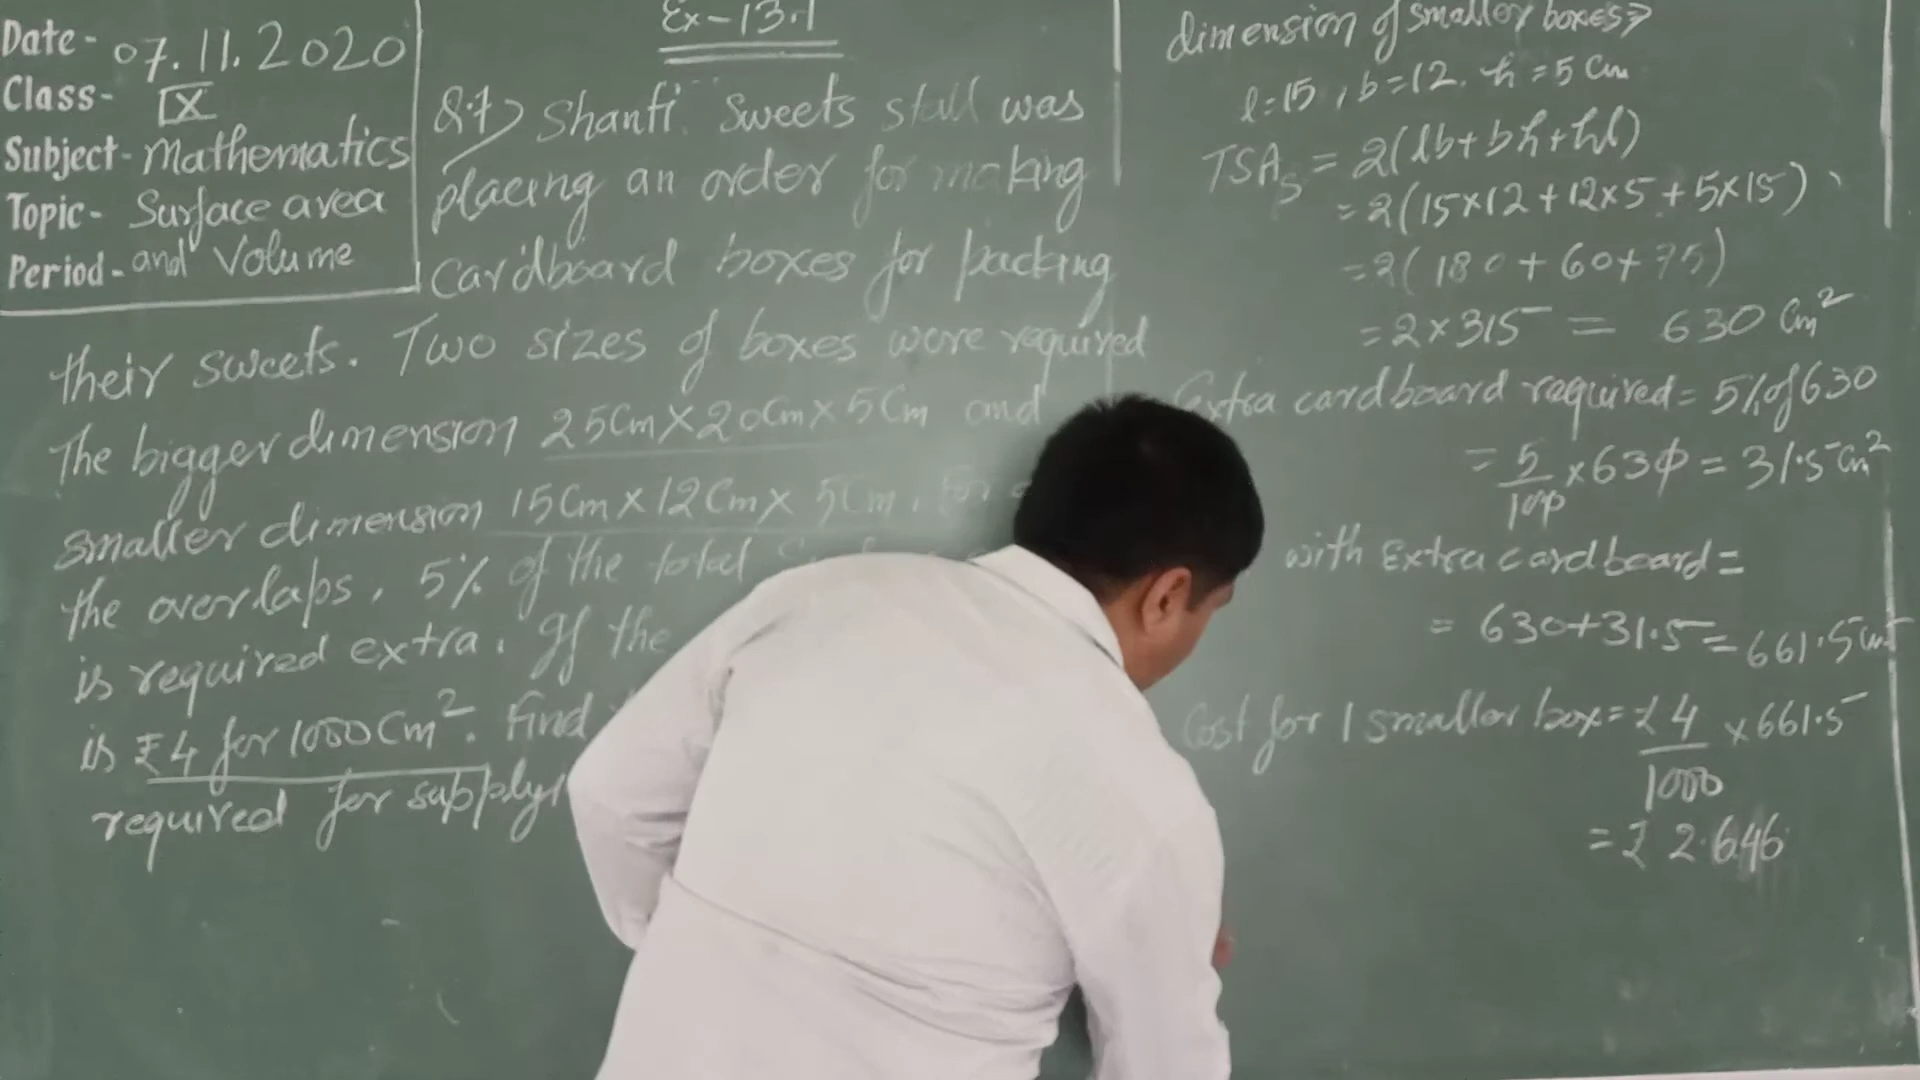 Date - 07.11.2020
Class - IX
Subject - Mathematics
Topic - Surface area
Period - and Volume
Ex-13.1
Q.7> Shanti Sweets stall was
placing an order for making
Cardboard boxes for packing
their sweets. Two sizes of boxes were required
The bigger dimension 25Cm×20Cm×5Cm and
smaller dimension 15Cm×12Cm×5Cm. For
the overlaps, 5% of the total
is required extra. If the
is ₹4 for 1000Cm². Find
required for
dimension of smaller boxes⇒
l=15, b=12, h=5 Cm
TSA_S = 2(lb+bh+hl)
=2(15×12+12×5+5×15)
=2(180+60+75)
=2×315 = 630 Cm²
Extra cardboard required = 5% of 630
= 5/100 ×630 = 31.5 Cm²
with Extra cardboard =
= 630+31.5 = 661.5 Cm²
Cost for 1 smaller box = ₹ 4/1000 ×661.5
= ₹ 2.646